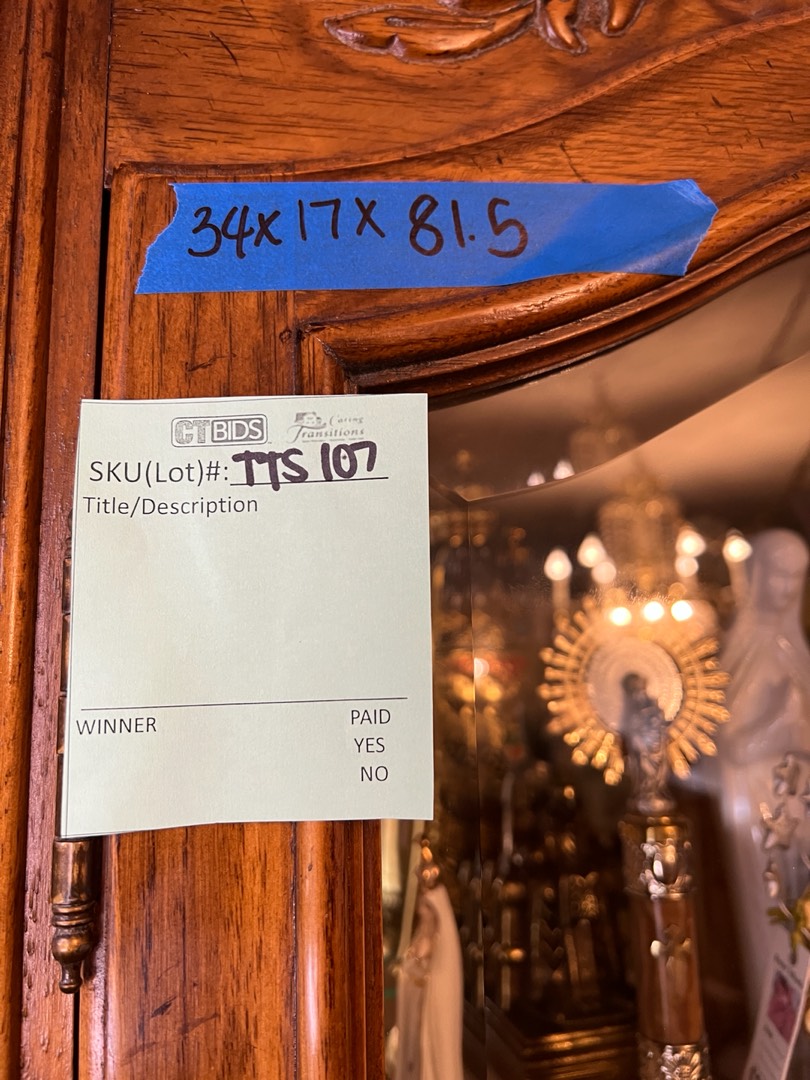 34x17x81.5
CTBIDS
Caring
Transitions
SKU(Lot)#: TTS 107
Title/Description
WINNER PAID
YES
NO